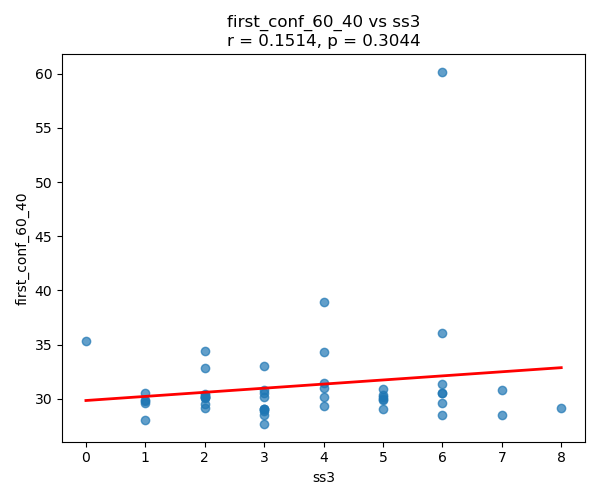 first_conf_60_40 vs ss3
r = 0.1514, p = 0.3044
60
55
50
45
40
35
30
first_conf_60_40
0 1 2 3 4 5 6 7 8
ss3